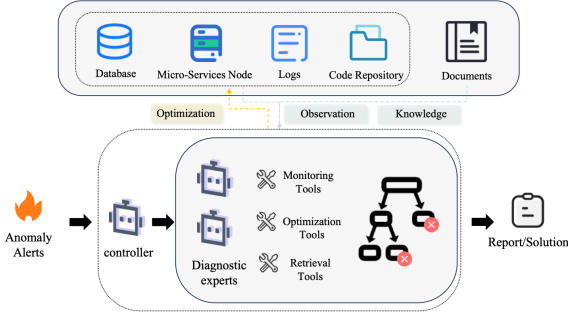 Database
Micro-Services Node
Logs
Code Repository
Documents
Optimization
Observation
Knowledge
Anomaly
Alerts
controller
Diagnostic
experts
Monitoring
Tools
Optimization
Tools
Retrieval
Tools
Report/Solution